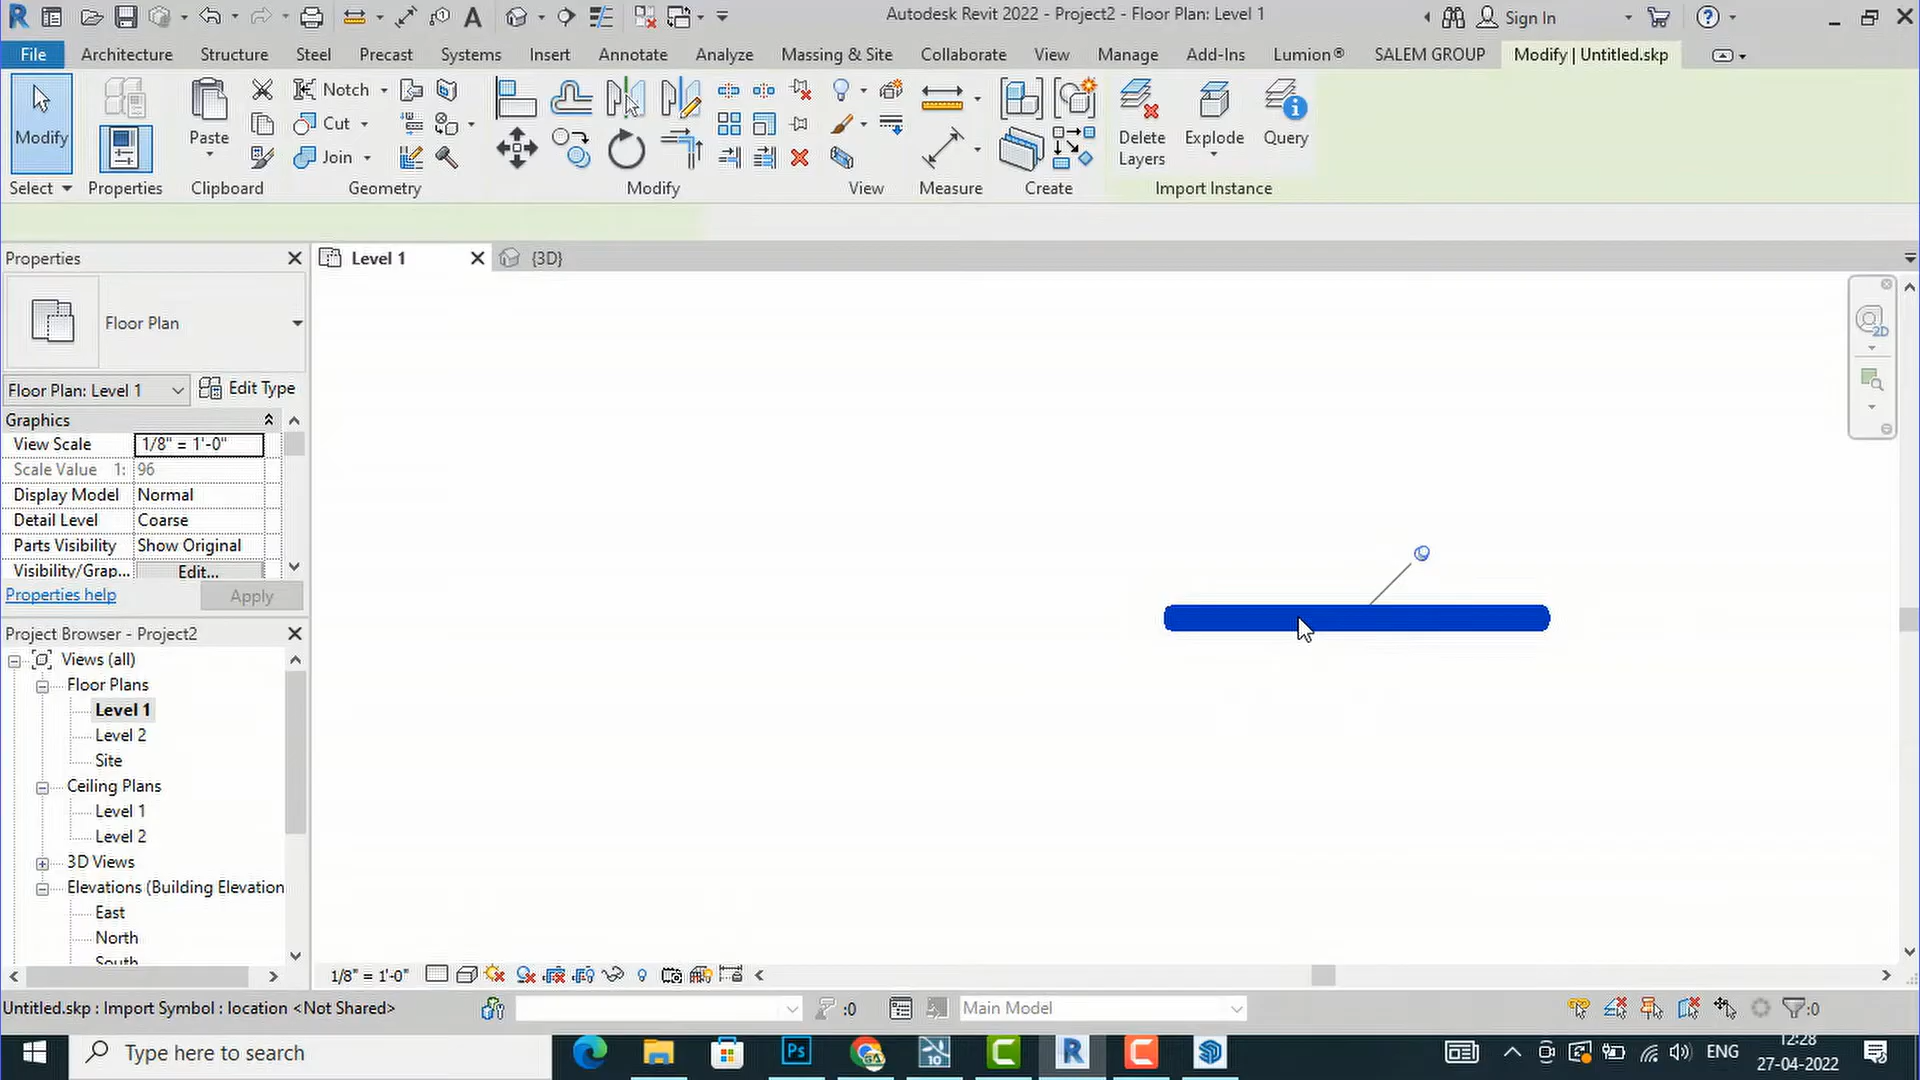 Autodesk Revit 2022 - Project2 - Floor Plan: Level 1
Sign In
File Architecture Structure Steel Precast Systems Insert Annotate Analyze Massing & Site Collaborate View Manage Add-Ins Lumion® SALEM GROUP Modify | Untitled.skp
Modify
Paste
Notch
Cut
Join
Delete Layers
Explode
Query
Select Properties Clipboard Geometry Modify View Measure Create Import Instance
Properties
Level 1
{3D}
Floor Plan
2D
Floor Plan: Level 1
Edit Type
Graphics
View Scale 1/8" = 1'-0"
Scale Value 1: 96
Display Model Normal
Detail Level Coarse
Parts Visibility Show Original
Visibility/Grap... Edit...
Properties help
Apply
Project Browser - Project2
Views (all)
Floor Plans
Level 1
Level 2
Site
Ceiling Plans
Level 1
Level 2
3D Views
Elevations (Building Elevation
East
North
South
1/8" = 1'-0"
Untitled.skp : Import Symbol : location <Not Shared>
:0
Main Model
:0
Type here to search
Ps
10
ENG
12:28
27-04-2022